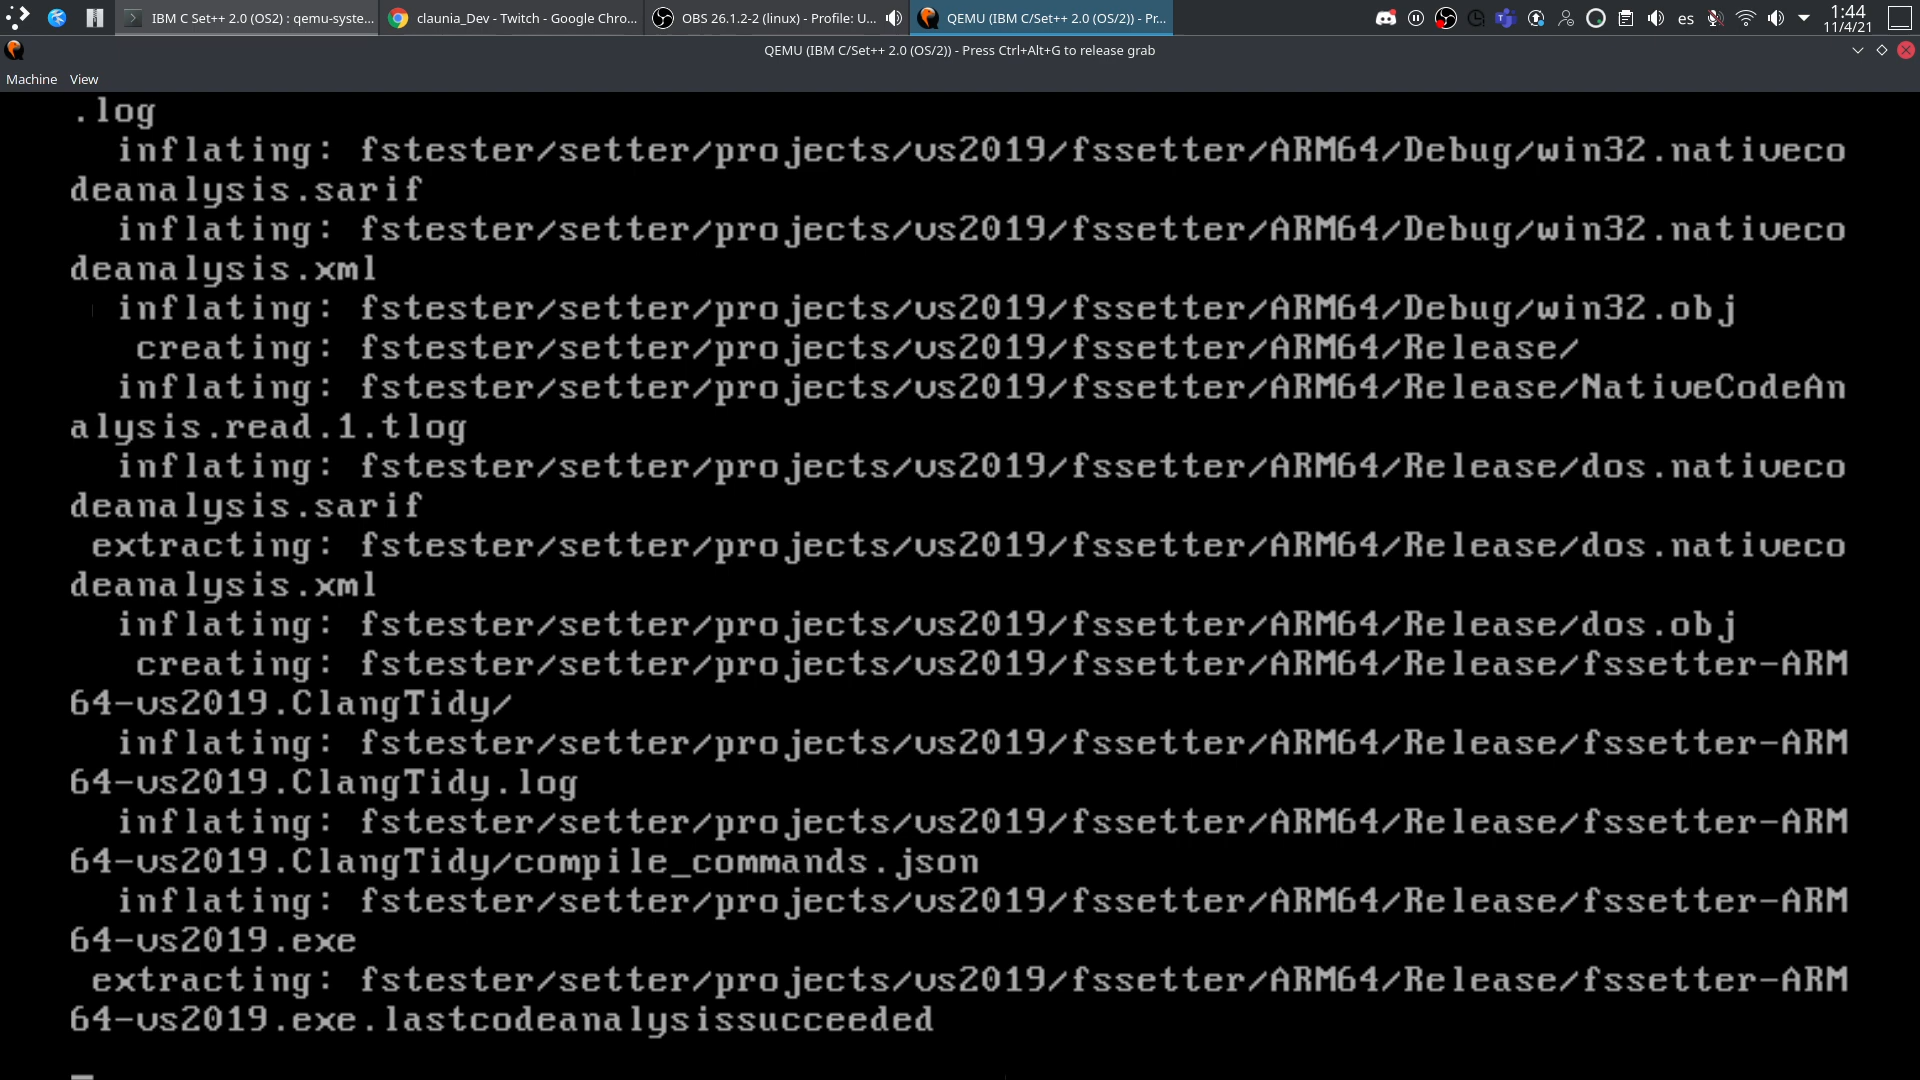 IBM C Set++ 2.0 (OS2) : qemu-syste...
claunia_Dev - Twitch - Google Chro...
OBS 26.1.2-2 (linux) - Profile: U...
QEMU (IBM C/Set++ 2.0 (OS/2)) - Pr...
es
1:44
11/4/21
QEMU (IBM C/Set++ 2.0 (OS/2)) - Press Ctrl+Alt+G to release grab
Machine View
.log
inflating: fstester/setter/projects/vs2019/fssetter/ARM64/Debug/win32.nativeco
deanalysis.sarif
inflating: fstester/setter/projects/vs2019/fssetter/ARM64/Debug/win32.nativeco
deanalysis.xml
inflating: fstester/setter/projects/vs2019/fssetter/ARM64/Debug/win32.obj
creating: fstester/setter/projects/vs2019/fssetter/ARM64/Release/
inflating: fstester/setter/projects/vs2019/fssetter/ARM64/Release/NativeCodeAn
alysis.read.1.tlog
inflating: fstester/setter/projects/vs2019/fssetter/ARM64/Release/dos.nativeco
deanalysis.sarif
extracting: fstester/setter/projects/vs2019/fssetter/ARM64/Release/dos.nativeco
deanalysis.xml
inflating: fstester/setter/projects/vs2019/fssetter/ARM64/Release/dos.obj
creating: fstester/setter/projects/vs2019/fssetter/ARM64/Release/fssetter-ARM
64-vs2019.ClangTidy/
inflating: fstester/setter/projects/vs2019/fssetter/ARM64/Release/fssetter-ARM
64-vs2019.ClangTidy.log
inflating: fstester/setter/projects/vs2019/fssetter/ARM64/Release/fssetter-ARM
64-vs2019.ClangTidy/compile_commands.json
inflating: fstester/setter/projects/vs2019/fssetter/ARM64/Release/fssetter-ARM
64-vs2019.exe
extracting: fstester/setter/projects/vs2019/fssetter/ARM64/Release/fssetter-ARM
64-vs2019.exe.lastcodeanalysissucceeded